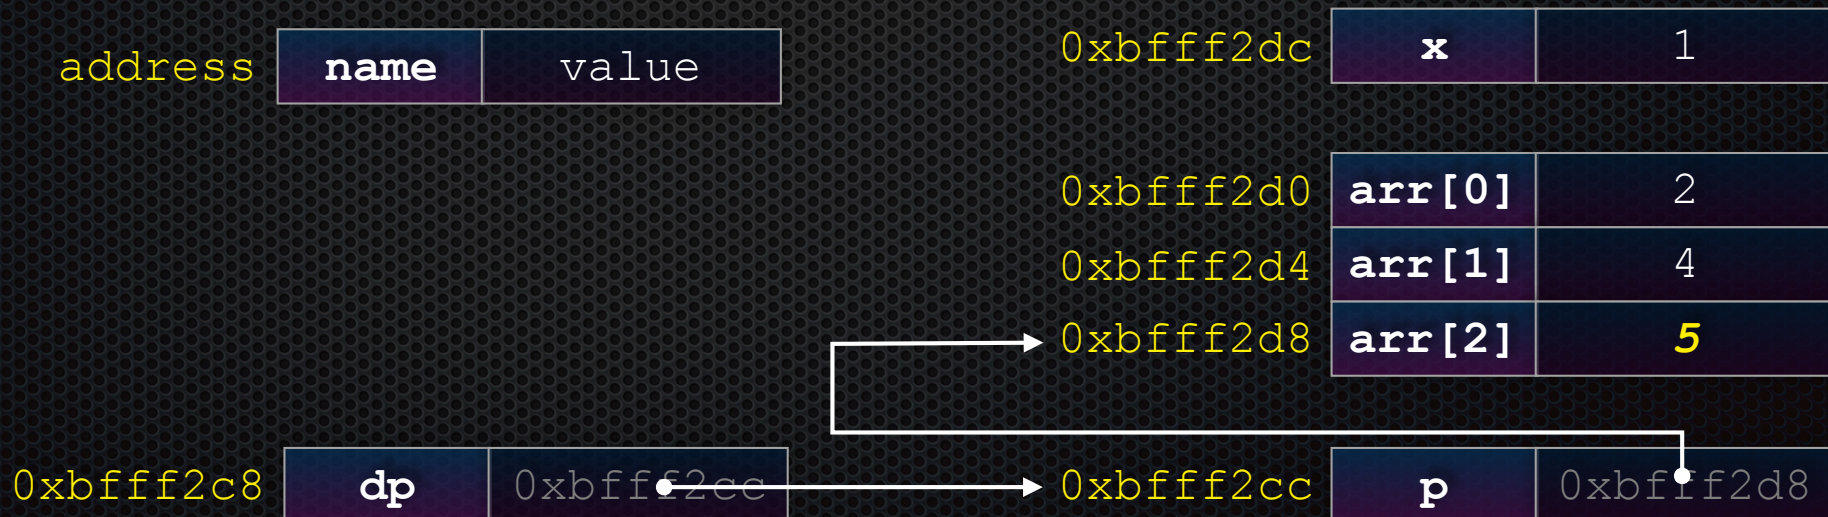 address name value
0xbfff2dc x 1
0xbfff2d0 arr[0] 2
0xbfff2d4 arr[1] 4
0xbfff2d8 arr[2] 5
0xbfff2c8 dp 0xbfff2cc 0xbfff2cc p 0xbfff2d8